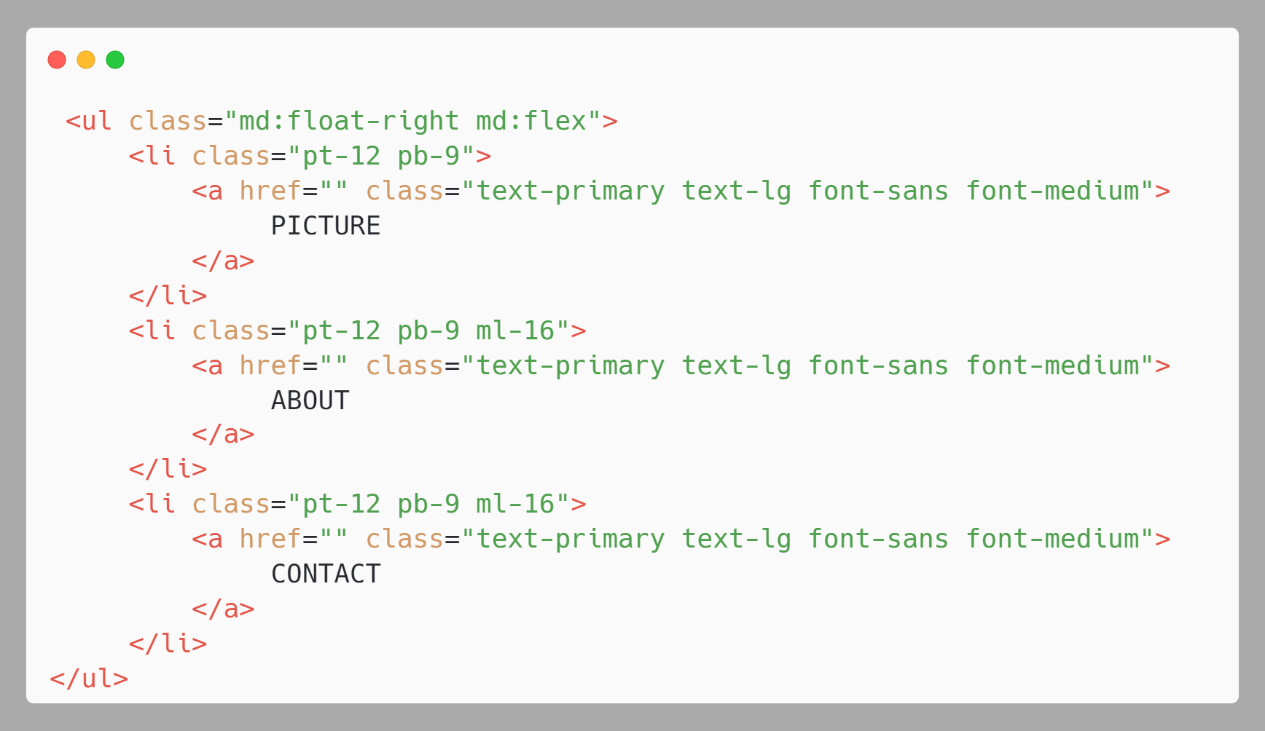 <ul class="md:float-right md:flex">
<li class="pt-12 pb-9">
<a href="" class="text-primary text-lg font-sans font-medium">
PICTURE
</a>
</li>
<li class="pt-12 pb-9 ml-16">
<a href="" class="text-primary text-lg font-sans font-medium">
ABOUT
</a>
</li>
<li class="pt-12 pb-9 ml-16">
<a href="" class="text-primary text-lg font-sans font-medium">
CONTACT
</a>
</li>
</ul>